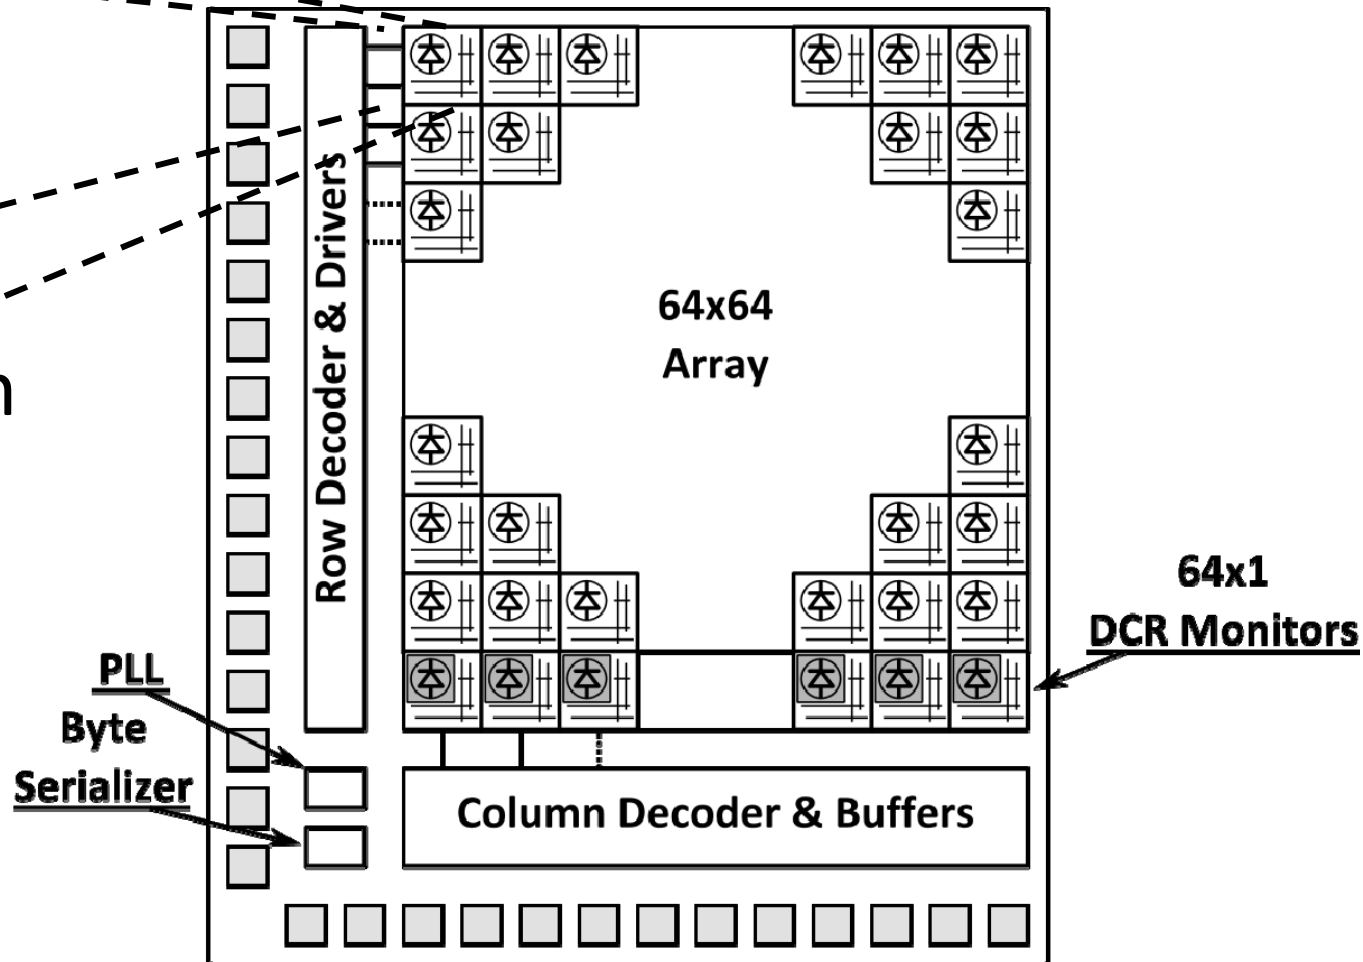 Row Decoder & Drivers
64x64
Array
64x1
DCR Monitors
PLL
Byte
Serializer
Column Decoder & Buffers